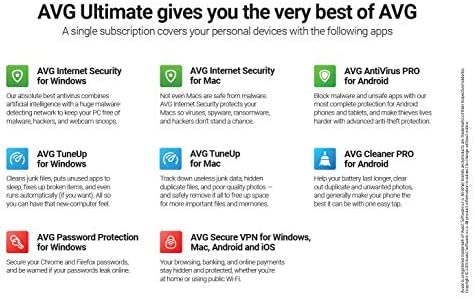 AVG Ultimate gives you the very best of AVG
A single subscription covers your personal devices with the following apps
AVG Internet Security
for Windows
Our absolute best antivirus combines
artificial intelligence with a huge malware
detecting network to keep your PC free of
malware, hackers, and webcam snoops.
AVG Internet Security
for Mac
Not even Macs are safe from malware.
AVG Internet Security protects your
Macs so viruses, spyware, ransomware,
and hackers don't stand a chance.
AVG AntiVirus PRO
for Android
Block malware and unsafe apps with our
most complete protection for Android
phones and tablets, and make thieves lives
harder with advanced anti-theft protection.
AVG TuneUp
for Windows
Cleans junk files, puts unused apps to
sleep, fixes up broken items, and even
runs automatically (if you want). All so
you can have that new computer feel.
AVG TuneUp
for Mac
Track down useless junk data, hidden
duplicate files, and poor quality photos —
and safely remove it all to free up space
for more important files and memories.
AVG Cleaner PRO
for Android
Help your battery last longer, clear
out duplicate and unwanted photos,
and generally make your phone the
best it can be with one easy tap.
AVG Password Protection
for Windows
Secure your Chrome and Firefox passwords,
and be warned if your passwords leak online.
AVG Secure VPN for Windows,
Mac, Android and iOS
Your browsing, banking, and online payments
stay hidden and protected, whether you're
at home or using public Wi-Fi.